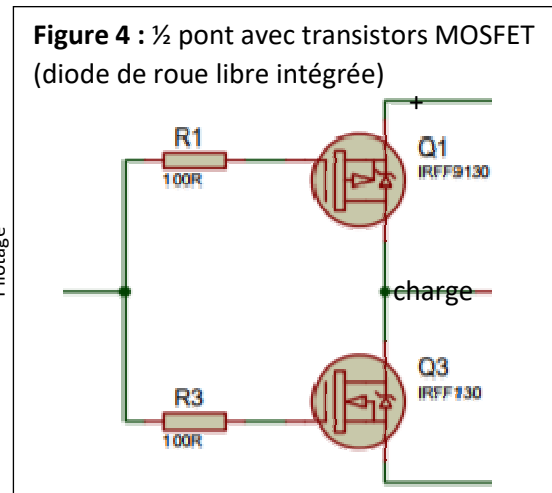 Figure 4 : ½ pont avec transistors MOSFET
(diode de roue libre intégrée)
+
R1
100R
Q1
IRFF9130
Pilotage
charge
R3
100R
Q3
IRFF130